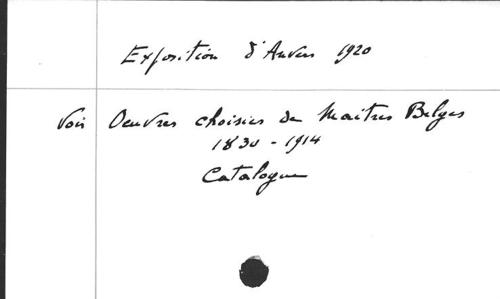 Exposition d'Anvers 1920
Voir Oeuvres choisies de Maitres Belges
1830 - 1914
Catalogue